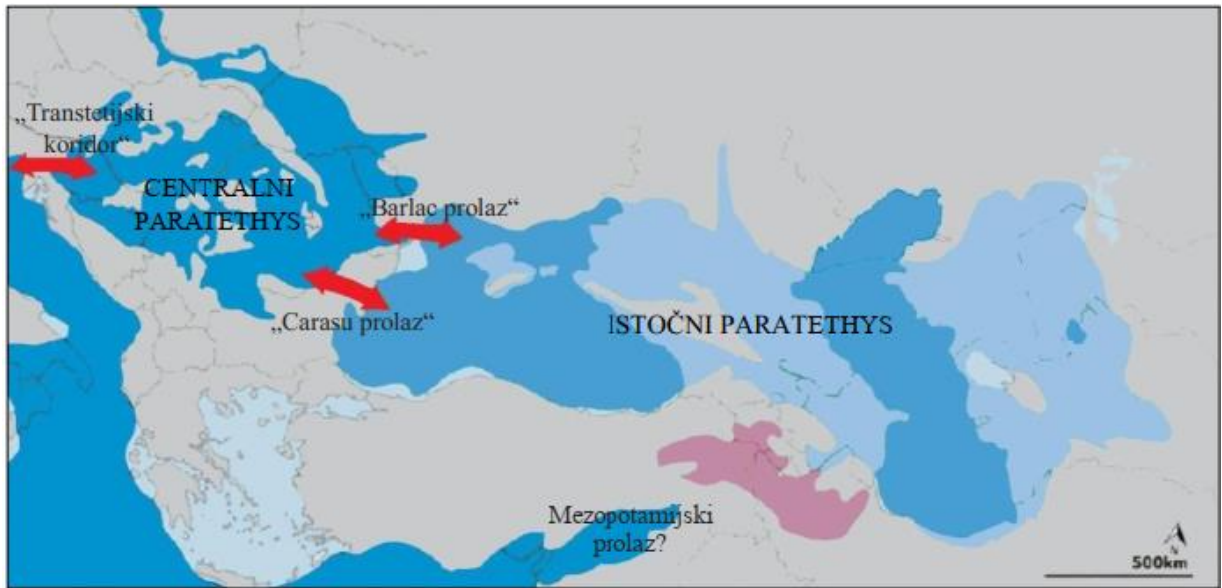 „Transtetijski
koridor“
CENTRALNI
PARATETHYS
„Barlac prolaz“
„Carasu prolaz“
ISTOČNI PARATETHYS
Mezopotamijski
prolaz?
N
500km